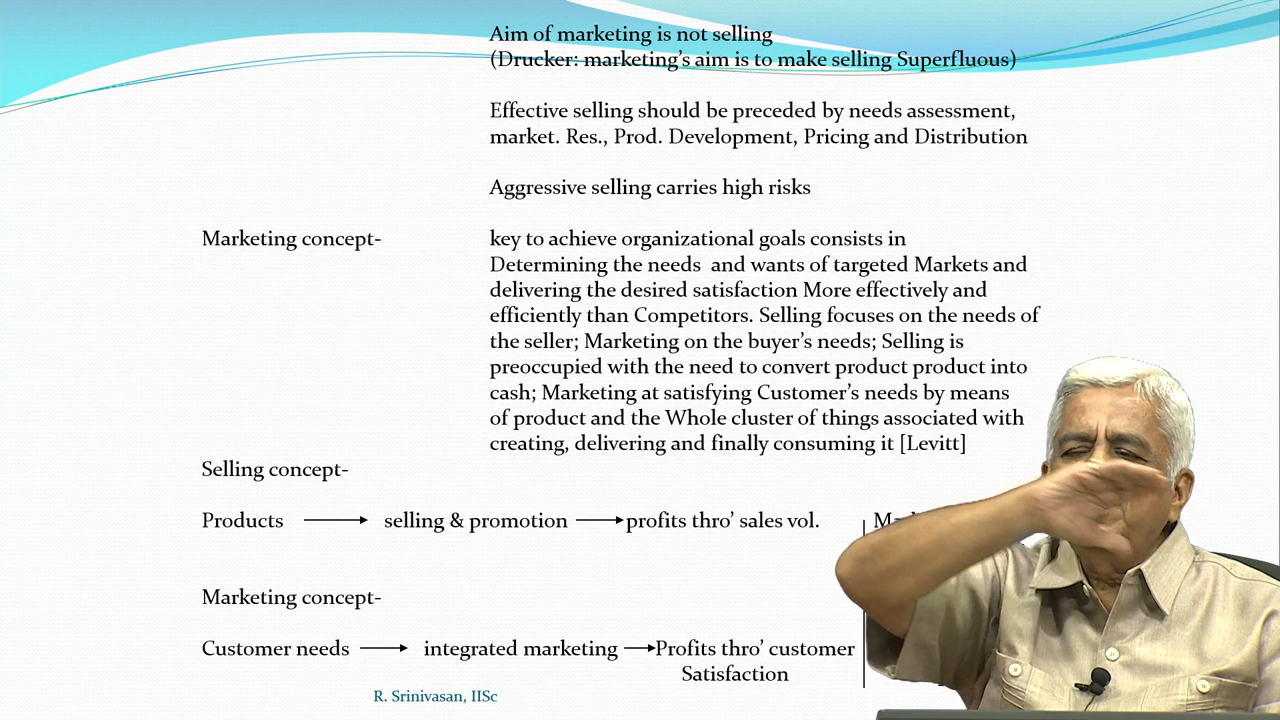 Aim of marketing is not selling
(Drucker: marketing's aim is to make selling Superfluous)
Effective selling should be preceded by needs assessment,
market. Res., Prod. Development, Pricing and Distribution
Aggressive selling carries high risks
Marketing concept- key to achieve organizational goals consists in
Determining the needs and wants of targeted Markets and
delivering the desired satisfaction More effectively and
efficiently than Competitors. Selling focuses on the needs of
the seller; Marketing on the buyer's needs; Selling is
preoccupied with the need to convert product product into
cash; Marketing at satisfying Customer's needs by means
of product and the Whole cluster of things associated with
creating, delivering and finally consuming it [Levitt]
Selling concept-
Products selling & promotion profits thro' sales vol.
Marketing concept-
Customer needs integrated marketing Profits thro' customer
Satisfaction
R. Srinivasan, IISc